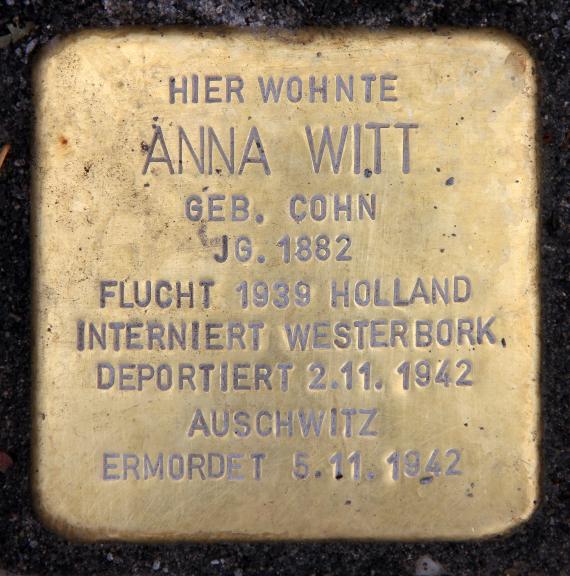 HIER WOHNTE
ANNA WITT
GEB. COHN
JG. 1882
FLUCHT 1939 HOLLAND
INTERNIERT WESTERBORK
DEPORTIERT 2.11. 1942
AUSCHWITZ
ERMORDET 5.11.1942